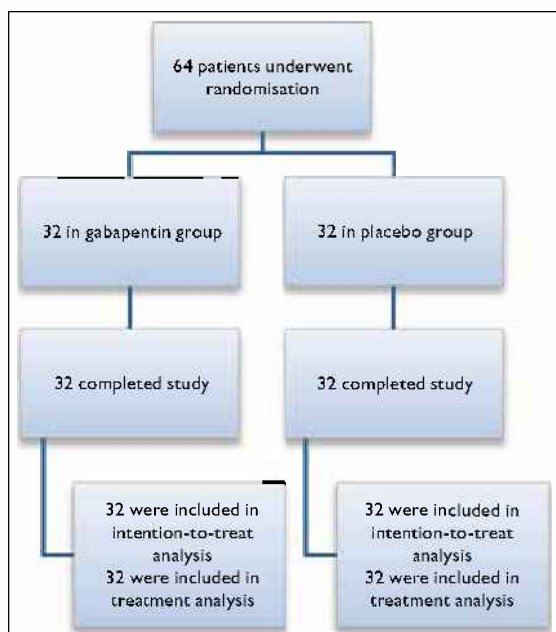 64 patients underwent
randomisation
32 in gabapentin group
32 in placebo group
32 completed study
32 completed study
32 were included in
intention-to-treat
analysis
32 were included in
treatment analysis
32 were included in
intention-to-treat
analysis
32 were included in
treatment analysis